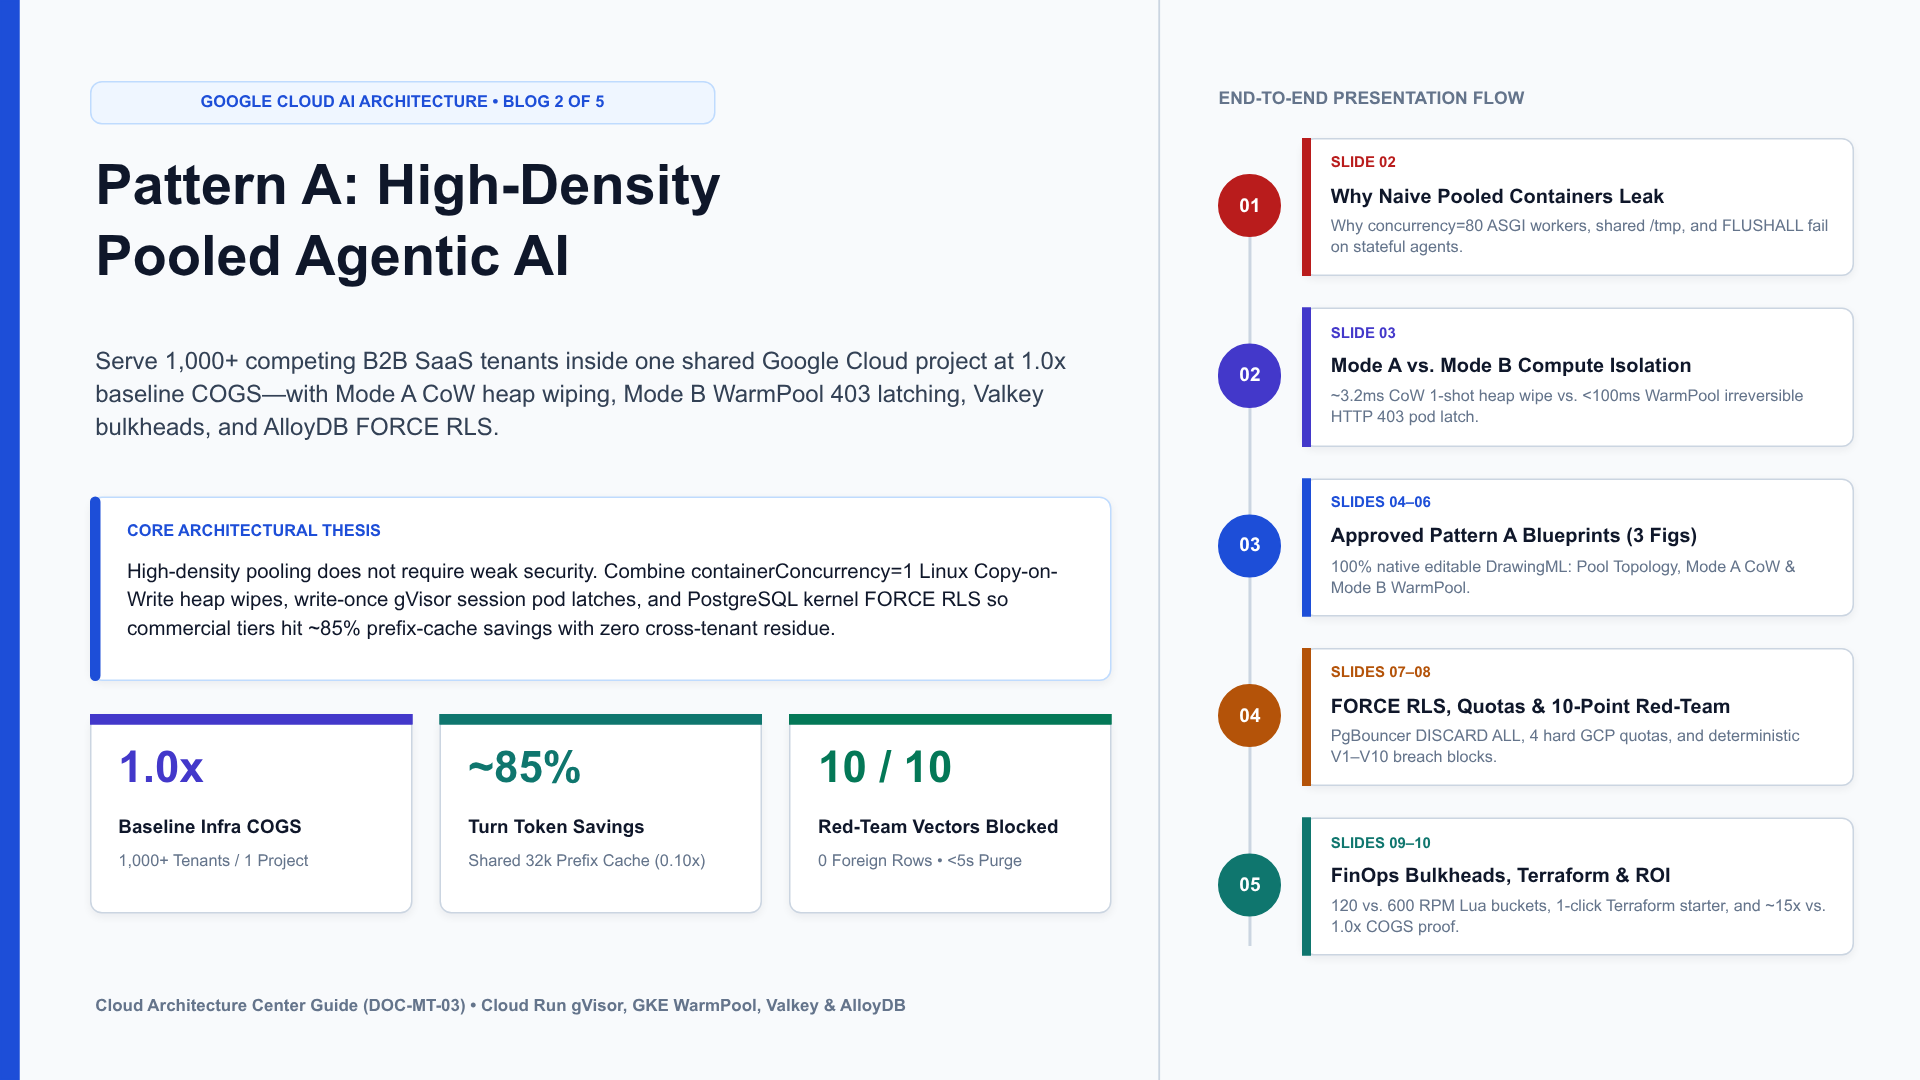 GOOGLE CLOUD AI ARCHITECTURE • BLOG 2 OF 5
Pattern A: High-Density
Pooled Agentic AI
Serve 1,000+ competing B2B SaaS tenants inside one shared Google Cloud project at 1.0x
baseline COGS—with Mode A CoW heap wiping, Mode B WarmPool 403 latching, Valkey
bulkheads, and AlloyDB FORCE RLS.
CORE ARCHITECTURAL THESIS
High-density pooling does not require weak security. Combine containerConcurrency=1 Linux Copy-on-
Write heap wipes, write-once gVisor session pod latches, and PostgreSQL kernel FORCE RLS so
commercial tiers hit ~85% prefix-cache savings with zero cross-tenant residue.
1.0x
Baseline Infra COGS
1,000+ Tenants / 1 Project
~85%
Turn Token Savings
Shared 32k Prefix Cache (0.10x)
10 / 10
Red-Team Vectors Blocked
0 Foreign Rows • <5s Purge
Cloud Architecture Center Guide (DOC-MT-03) • Cloud Run gVisor, GKE WarmPool, Valkey & AlloyDB
END-TO-END PRESENTATION FLOW
01
SLIDE 02
Why Naive Pooled Containers Leak
Why concurrency=80 ASGI workers, shared /tmp, and FLUSHALL fail
on stateful agents.
02
SLIDE 03
Mode A vs. Mode B Compute Isolation
~3.2ms CoW 1-shot heap wipe vs. <100ms WarmPool irreversible
HTTP 403 pod latch.
03
SLIDES 04–06
Approved Pattern A Blueprints (3 Figs)
100% native editable DrawingML: Pool Topology, Mode A CoW &
Mode B WarmPool.
04
SLIDES 07–08
FORCE RLS, Quotas & 10-Point Red-Team
PgBouncer DISCARD ALL, 4 hard GCP quotas, and deterministic
V1–V10 breach blocks.
05
SLIDES 09–10
FinOps Bulkheads, Terraform & ROI
120 vs. 600 RPM Lua buckets, 1-click Terraform starter, and ~15x vs.
1.0x COGS proof.